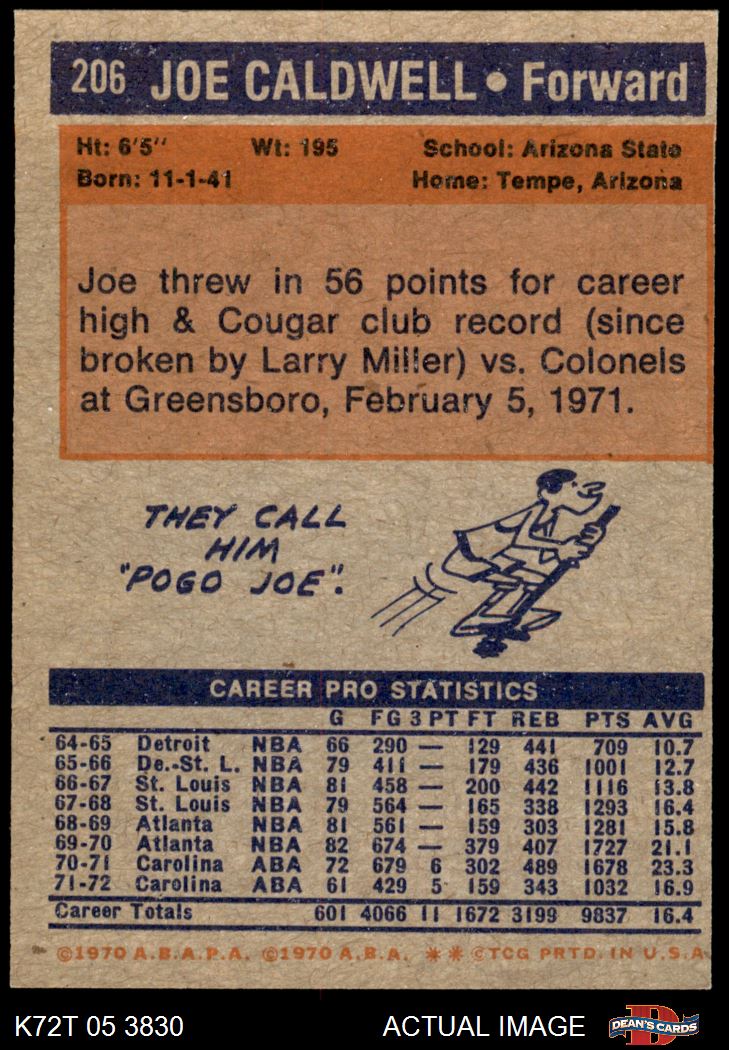 206 JOE CALDWELL • Forward
Ht: 6'5" Wt: 195 School: Arizona State
Born: 11-1-41 Home: Tempe, Arizona
Joe threw in 56 points for career
high & Cougar club record (since
broken by Larry Miller) vs. Colonels
at Greensboro, February 5, 1971.
THEY CALL
HIM
"POGO JOE".
CAREER PRO STATISTICS
G FG 3 PT FT REB PTS AVG
64-65 Detroit NBA 66 290 — 129 441 709 10.7
65-66 De.-St. L. NBA 79 411 — 179 436 1001 12.7
66-67 St. Louis NBA 81 458 — 200 442 1116 13.8
67-68 St. Louis NBA 79 564 — 165 338 1293 16.4
68-69 Atlanta NBA 81 561 — 159 303 1281 15.8
69-70 Atlanta NBA 82 674 — 379 407 1727 21.1
70-71 Carolina ABA 72 679 6 302 489 1678 23.3
71-72 Carolina ABA 61 429 5 159 343 1032 16.9
Career Totals 601 4066 11 1672 3199 9837 16.4
©1970 A.B.A.P.A. ©1970 A.B.A. ** ©TCG PRTD. IN U.S.A
K72T 05 3830 ACTUAL IMAGE DEAN'S CARDS